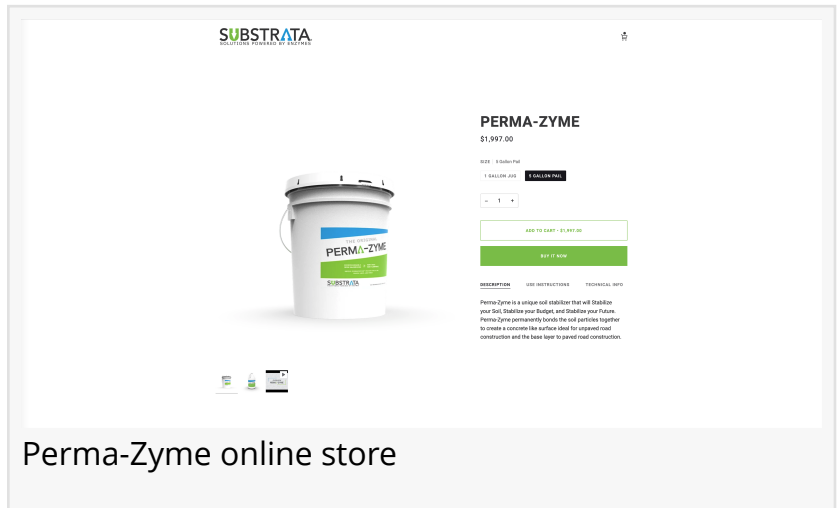 SUBSTRATA
SOLUTIONS POWERED BY ENZYMES
PERMA-ZYME
$1,997.00
SIZE 5 Gallon Pail
1 GALLON JUG 5 GALLON PAIL
− 1 +
ADD TO CART • $1,997.00
BUY IT NOW
DESCRIPTION USE INSTRUCTIONS TECHNICAL INFO
Perma-Zyme is a unique soil stabilizer that will Stabilize
your Soil, Stabilize your Budget, and Stabilize your Future.
Perma-Zyme permanently bonds the soil particles together
to create a concrete like surface ideal for unpaved road
construction and the base layer to paved road construction.
THE ORIGINAL
PERMA-ZYME
SUBSTRATA
Perma-Zyme online store